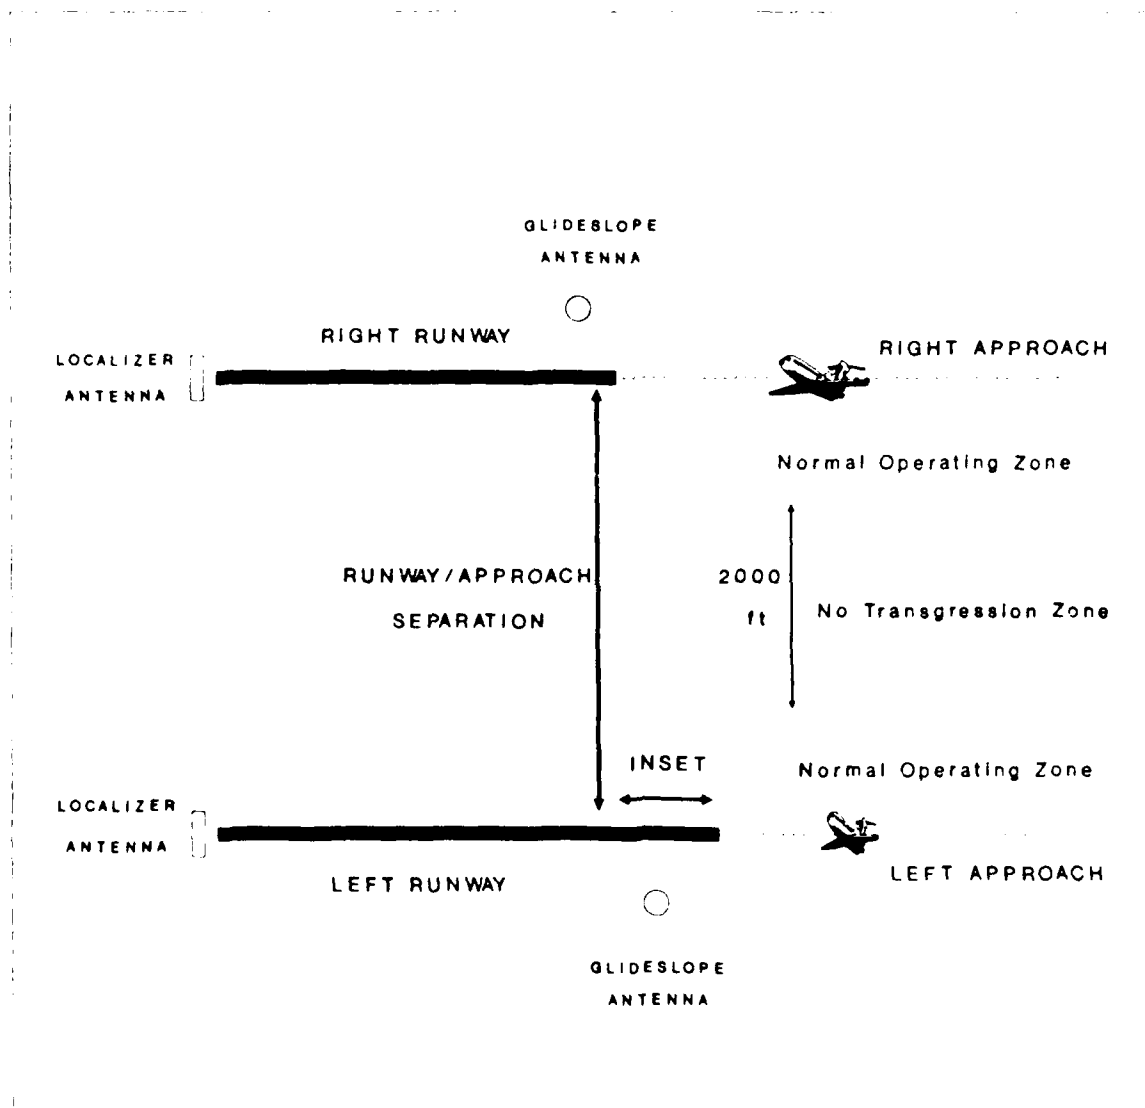 GLIDESLOPE
ANTENNA
RIGHT RUNWAY
RIGHT APPROACH
LOCALIZER
ANTENNA
Normal Operating Zone
RUNWAY/APPROACH
SEPARATION
2000
ft
No Transgression Zone
INSET
Normal Operating Zone
LOCALIZER
ANTENNA
LEFT RUNWAY
LEFT APPROACH
GLIDESLOPE
ANTENNA